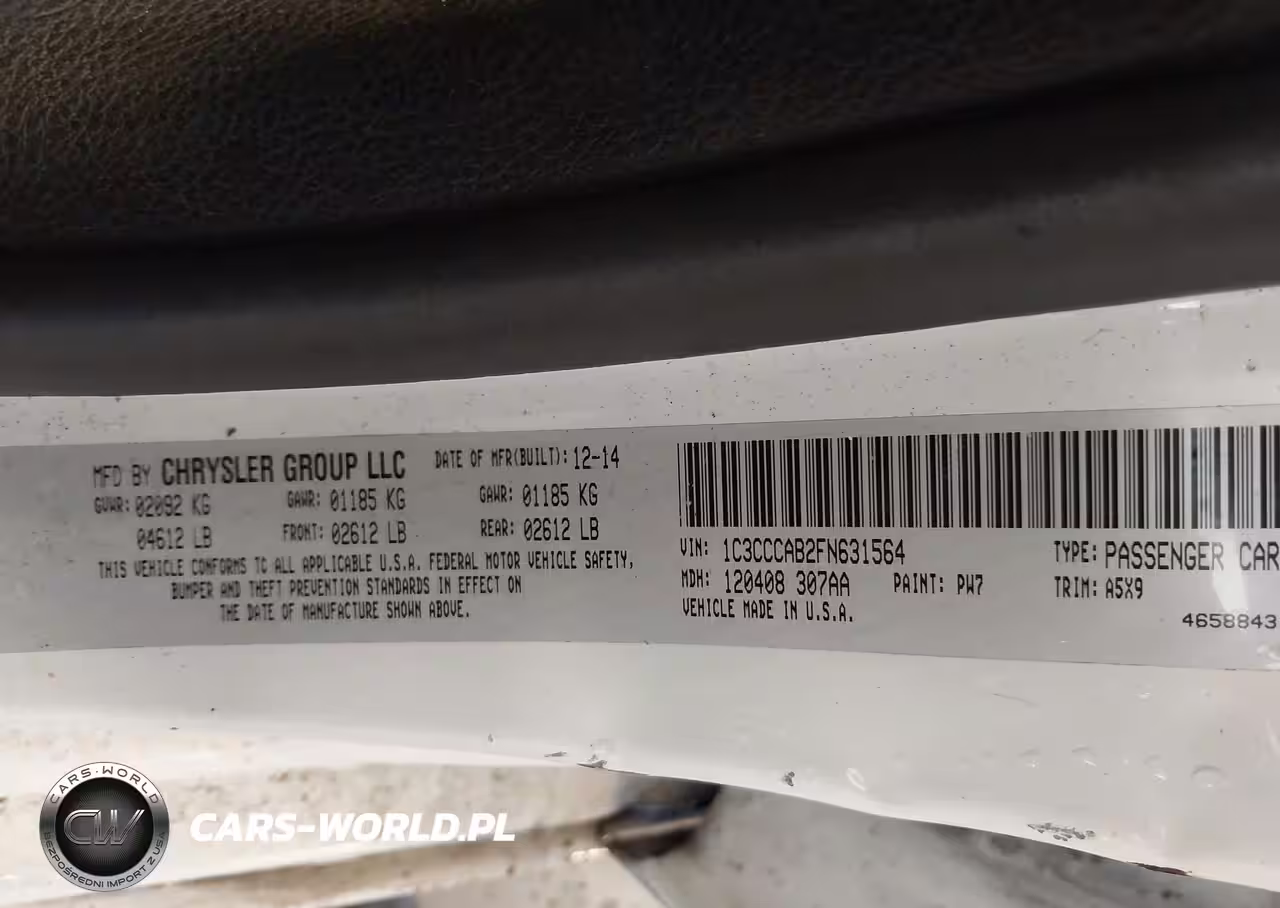 MFD BY CHRYSLER GROUP LLC DATE OF MFR(BUILT): 12-14
GVWR: 02092 KG GAWR: 01185 KG GAWR: 01185 KG
04612 LB FRONT: 02612 LB REAR: 02612 LB
THIS VEHICLE CONFORMS TO ALL APPLICABLE U.S.A. FEDERAL MOTOR VEHICLE SAFETY,
BUMPER AND THEFT PREVENTION STANDARDS IN EFFECT ON
THE DATE OF MANUFACTURE SHOWN ABOVE.
VIN: 1C3CCCAB2FN631564 TYPE: PASSENGER CAR
MDH: 120408 307AA PAINT: PW7 TRIM: A5X9
VEHICLE MADE IN U.S.A.
4658843
CARS-WORLD
CW
BEZPOŚREDNI IMPORT Z USA
CARS-WORLD.PL